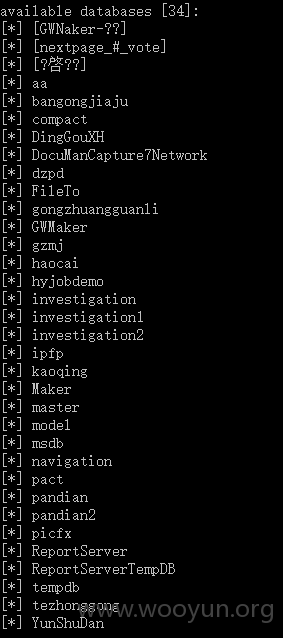 available databases [34]:
[*] [GWNaker-??]
[*] [nextpage_#_vote]
[*] [?啓??]
[*] aa
[*] bangongjiaju
[*] compact
[*] DingGouXH
[*] DocuManCapture7Network
[*] dzpd
[*] FileTo
[*] gongzhuangguanli
[*] GWMaker
[*] gzmj
[*] haocai
[*] hyjobdemo
[*] investigation
[*] investigation1
[*] investigation2
[*] ipfp
[*] kaoqing
[*] Maker
[*] master
[*] model
[*] msdb
[*] navigation
[*] pact
[*] pandian
[*] pandian2
[*] picfx
[*] ReportServer
[*] ReportServerTempDB
[*] tempdb
[*] tezhonggong
[*] YunShuDan
www.wooyun.org